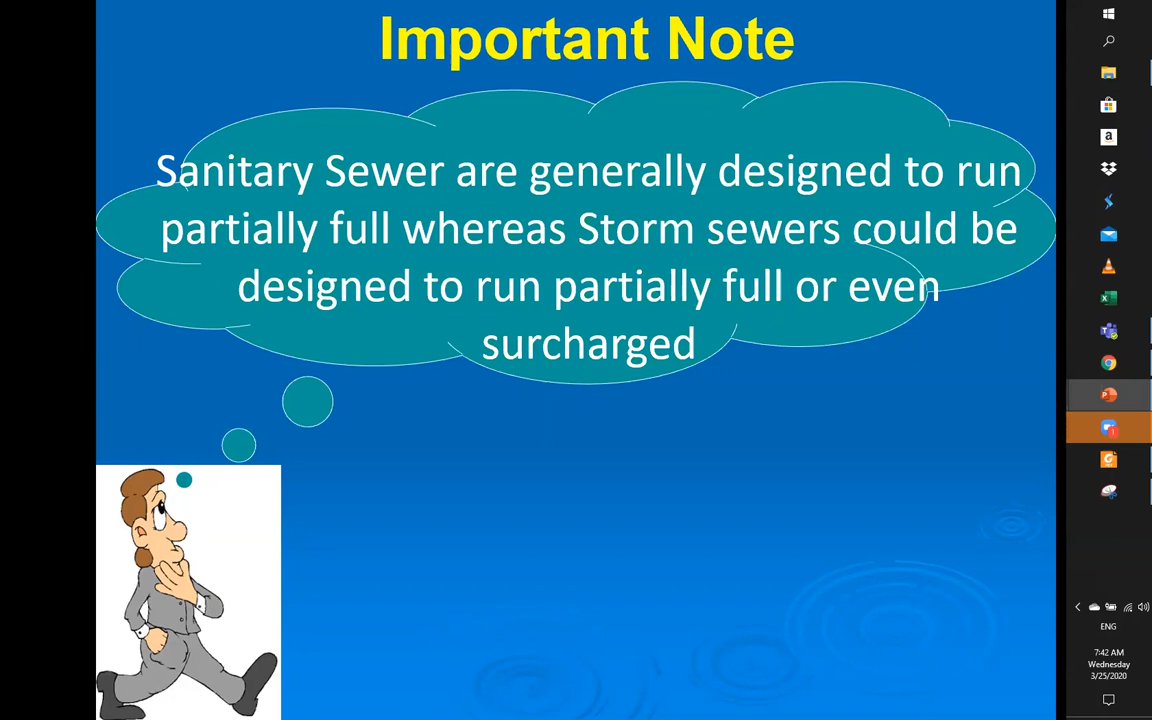 Important Note
Sanitary Sewer are generally designed to run
partially full whereas Storm sewers could be
designed to run partially full or even
surcharged
ENG
7:42 AM
Wednesday
3/25/2020